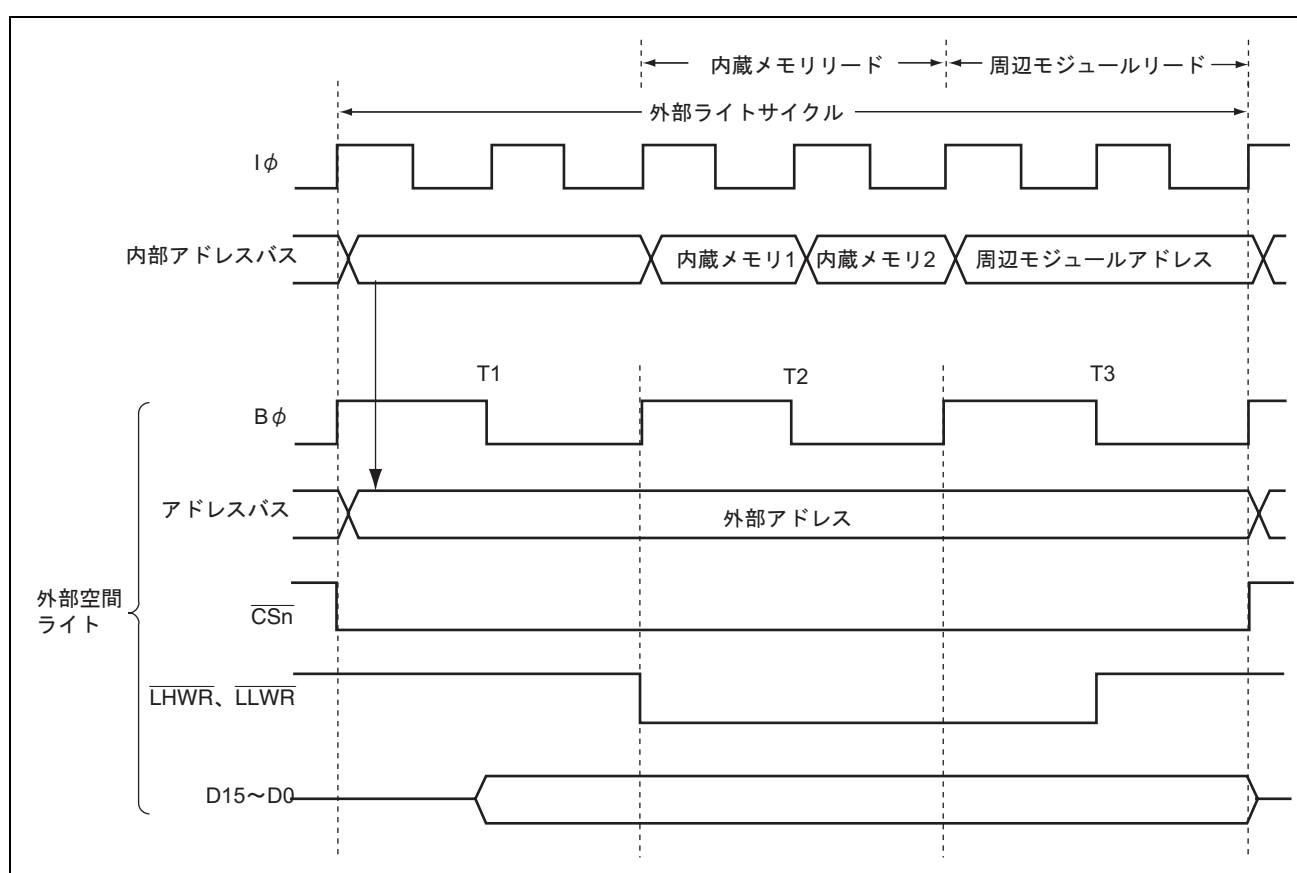 内蔵メモリリード
周辺モジュールリード
外部ライトサイクル
Iφ
内部アドレスバス
内蔵メモリ1
内蔵メモリ2
周辺モジュールアドレス
T1
T2
T3
Bφ
アドレスバス
外部アドレス
外部空間
ライト
CSn
LHWR、LLWR
D15～D0